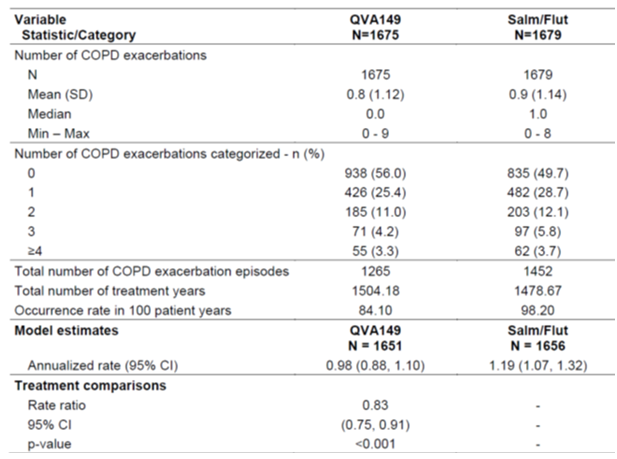 Variable QVA149 Salm/Flut
Statistic/Category N=1675 N=1679
Number of COPD exacerbations
N 1675 1679
Mean (SD) 0.8 (1.12) 0.9 (1.14)
Median 0.0 1.0
Min – Max 0 - 9 0 - 8
Number of COPD exacerbations categorized - n (%)
0 938 (56.0) 835 (49.7)
1 426 (25.4) 482 (28.7)
2 185 (11.0) 203 (12.1)
3 71 (4.2) 97 (5.8)
≥4 55 (3.3) 62 (3.7)
Total number of COPD exacerbation episodes 1265 1452
Total number of treatment years 1504.18 1478.67
Occurrence rate in 100 patient years 84.10 98.20
Model estimates QVA149 Salm/Flut
N = 1651 N = 1656
Annualized rate (95% CI) 0.98 (0.88, 1.10) 1.19 (1.07, 1.32)
Treatment comparisons
Rate ratio 0.83 -
95% CI (0.75, 0.91) -
p-value <0.001 -